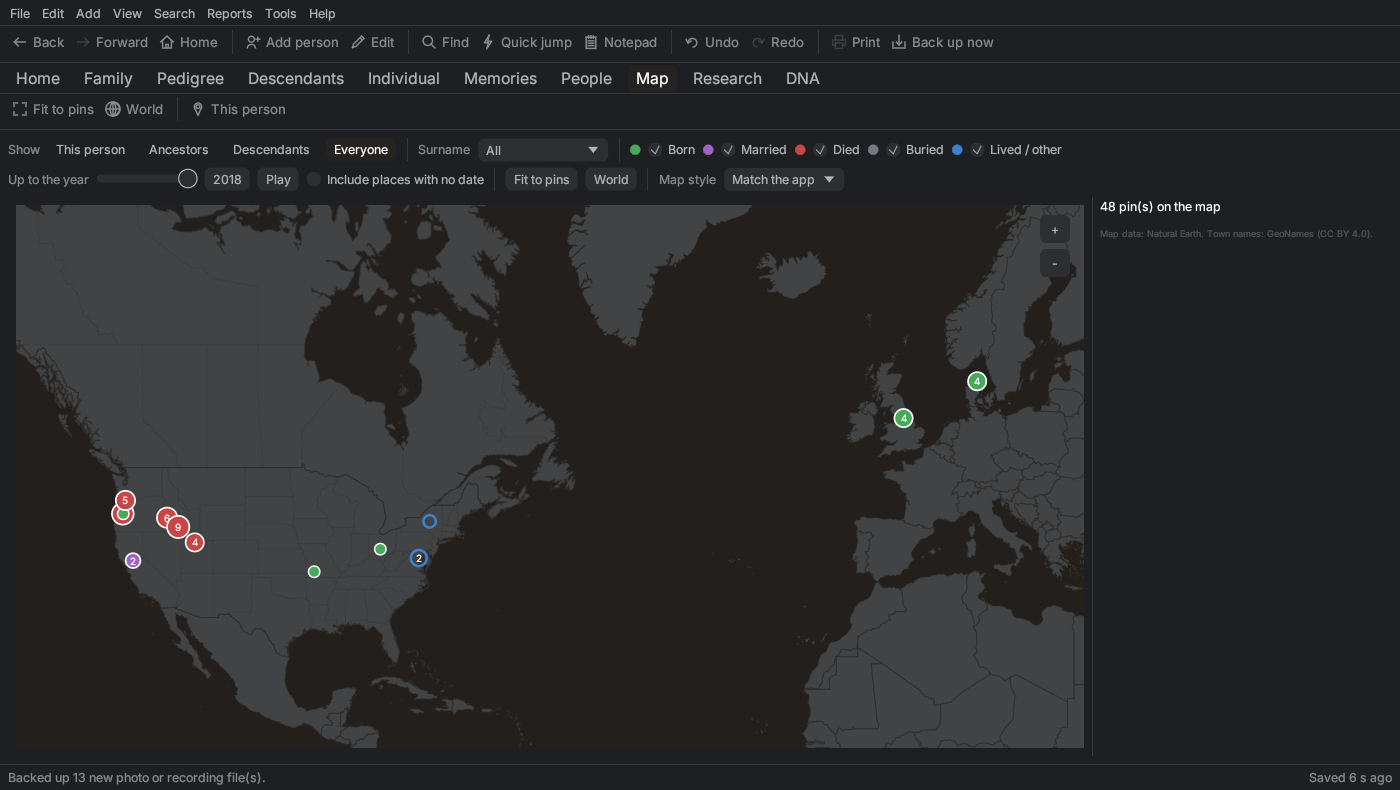 File Edit Add View Search Reports Tools Help
Back Forward Home Add person Edit Find Quick jump Notepad Undo Redo Print Back up now
Home Family Pedigree Descendants Individual Memories People Map Research DNA
Fit to pins World This person
Show This person Ancestors Descendants Everyone Surname All Born Married Died Buried Lived / other
Up to the year 2018 Play Include places with no date Fit to pins World Map style Match the app
48 pin(s) on the map
Map data: Natural Earth. Town names: GeoNames (CC BY 4.0).
+
-
4
4
5
6
9
4
2
2
Backed up 13 new photo or recording file(s). Saved 6 s ago